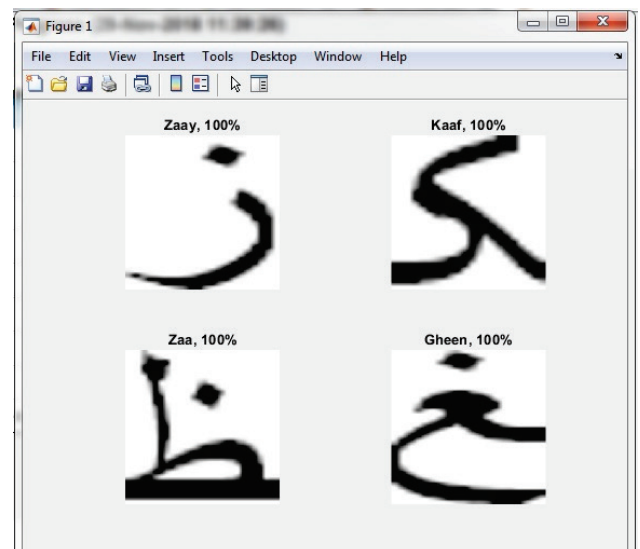 Figure 1
File Edit View Insert Tools Desktop Window Help
Zaay, 100% Kaaf, 100%
ز ک
Zaa, 100% Gheen, 100%
ظ غ